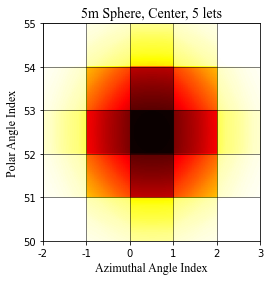 5m Sphere, Center, 5 lets
55
54
53
52
51
50
Polar Angle Index
-2 -1 0 1 2 3
Azimuthal Angle Index